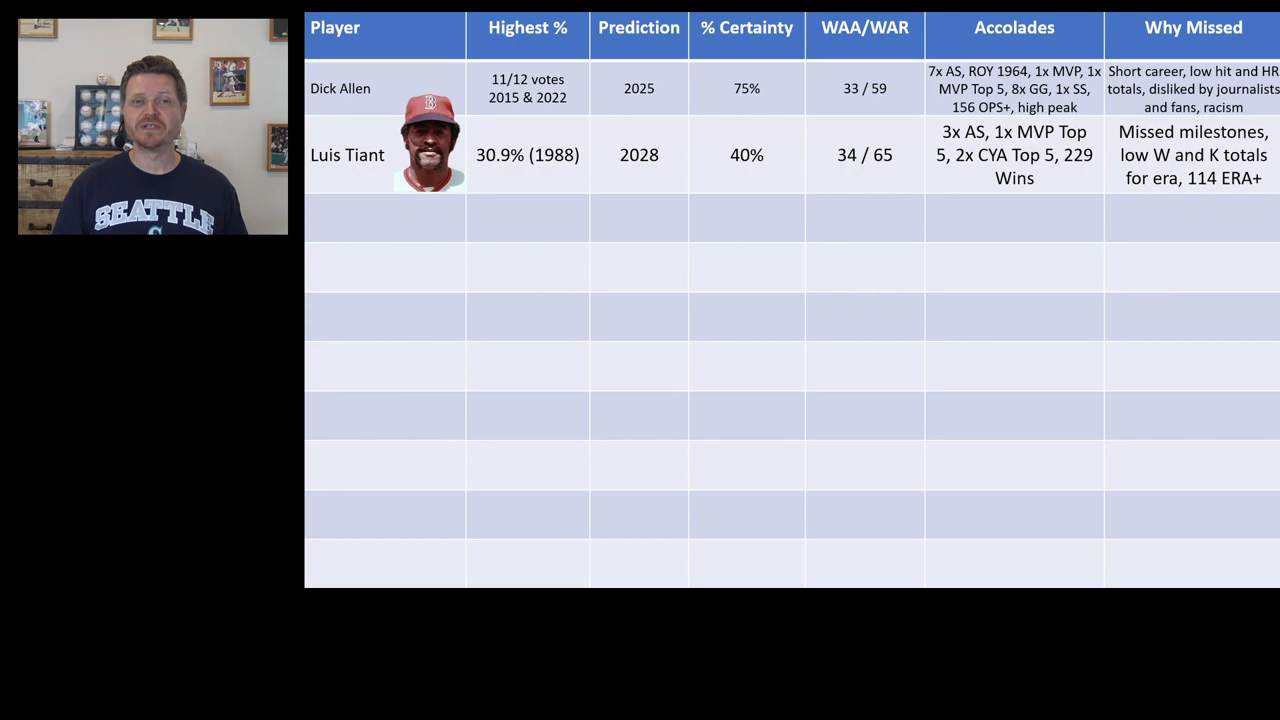 Player Highest % Prediction % Certainty WAA/WAR Accolades Why Missed
Dick Allen
11/12 votes
2015 & 2022
2025
75%
33 / 59
7x AS, ROY 1964, 1x MVP, 1x
MVP Top 5, 8x GG, 1x SS,
156 OPS+, high peak
Short career, low hit and HR
totals, disliked by journalists
and fans, racism
Luis Tiant
B
30.9% (1988)
2028
40%
34 / 65
3x AS, 1x MVP Top
5, 2x CYA Top 5, 229
Wins
Missed milestones,
low W and K totals
for era, 114 ERA+
SEATTLE